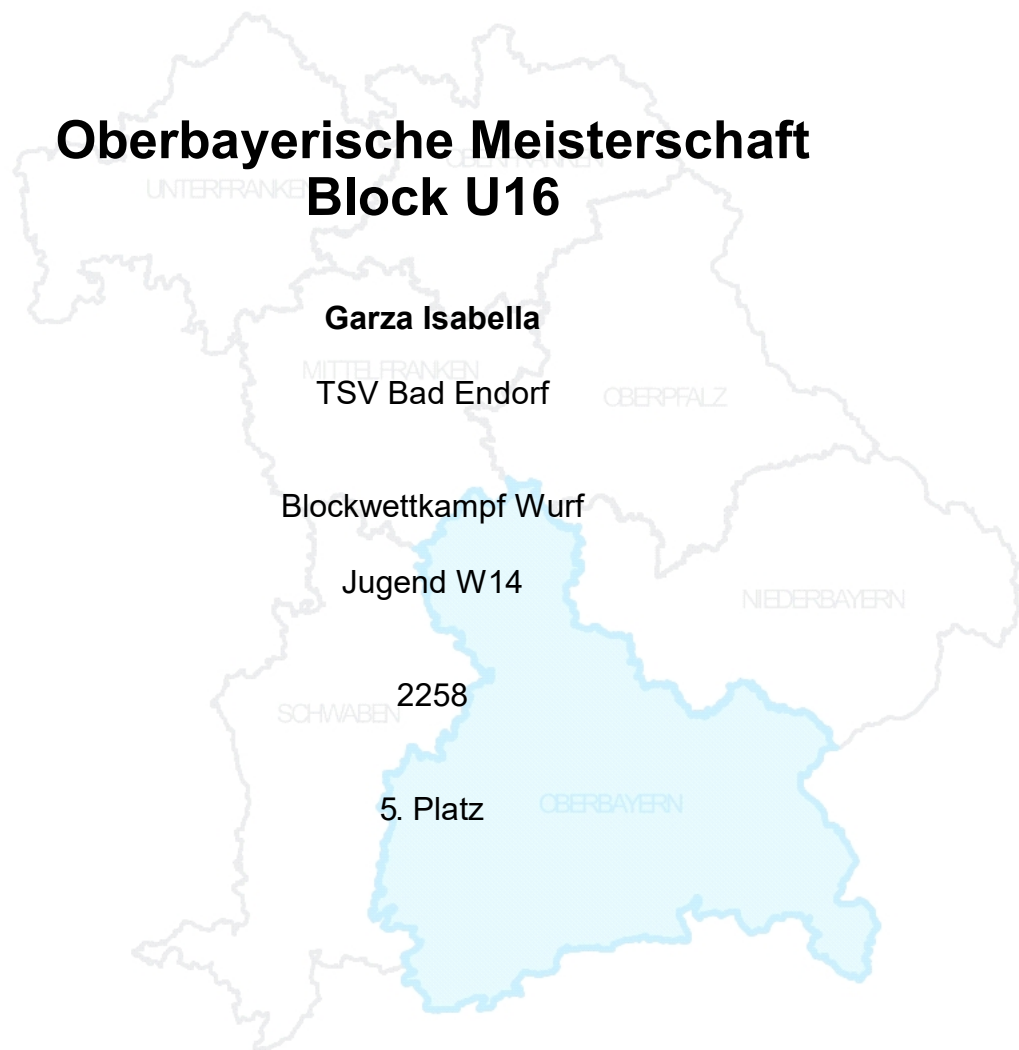 Oberbayerische Meisterschaft
OBERFRANKEN
UNTERFRANKEN
Block U16
Garza Isabella
MITTELFRANKEN
TSV Bad Endorf
OBERPFALZ
Blockwettkampf Wurf
Jugend W14
NIEDERBAYERN
2258
SCHWABEN
5. Platz
OBERBAYERN